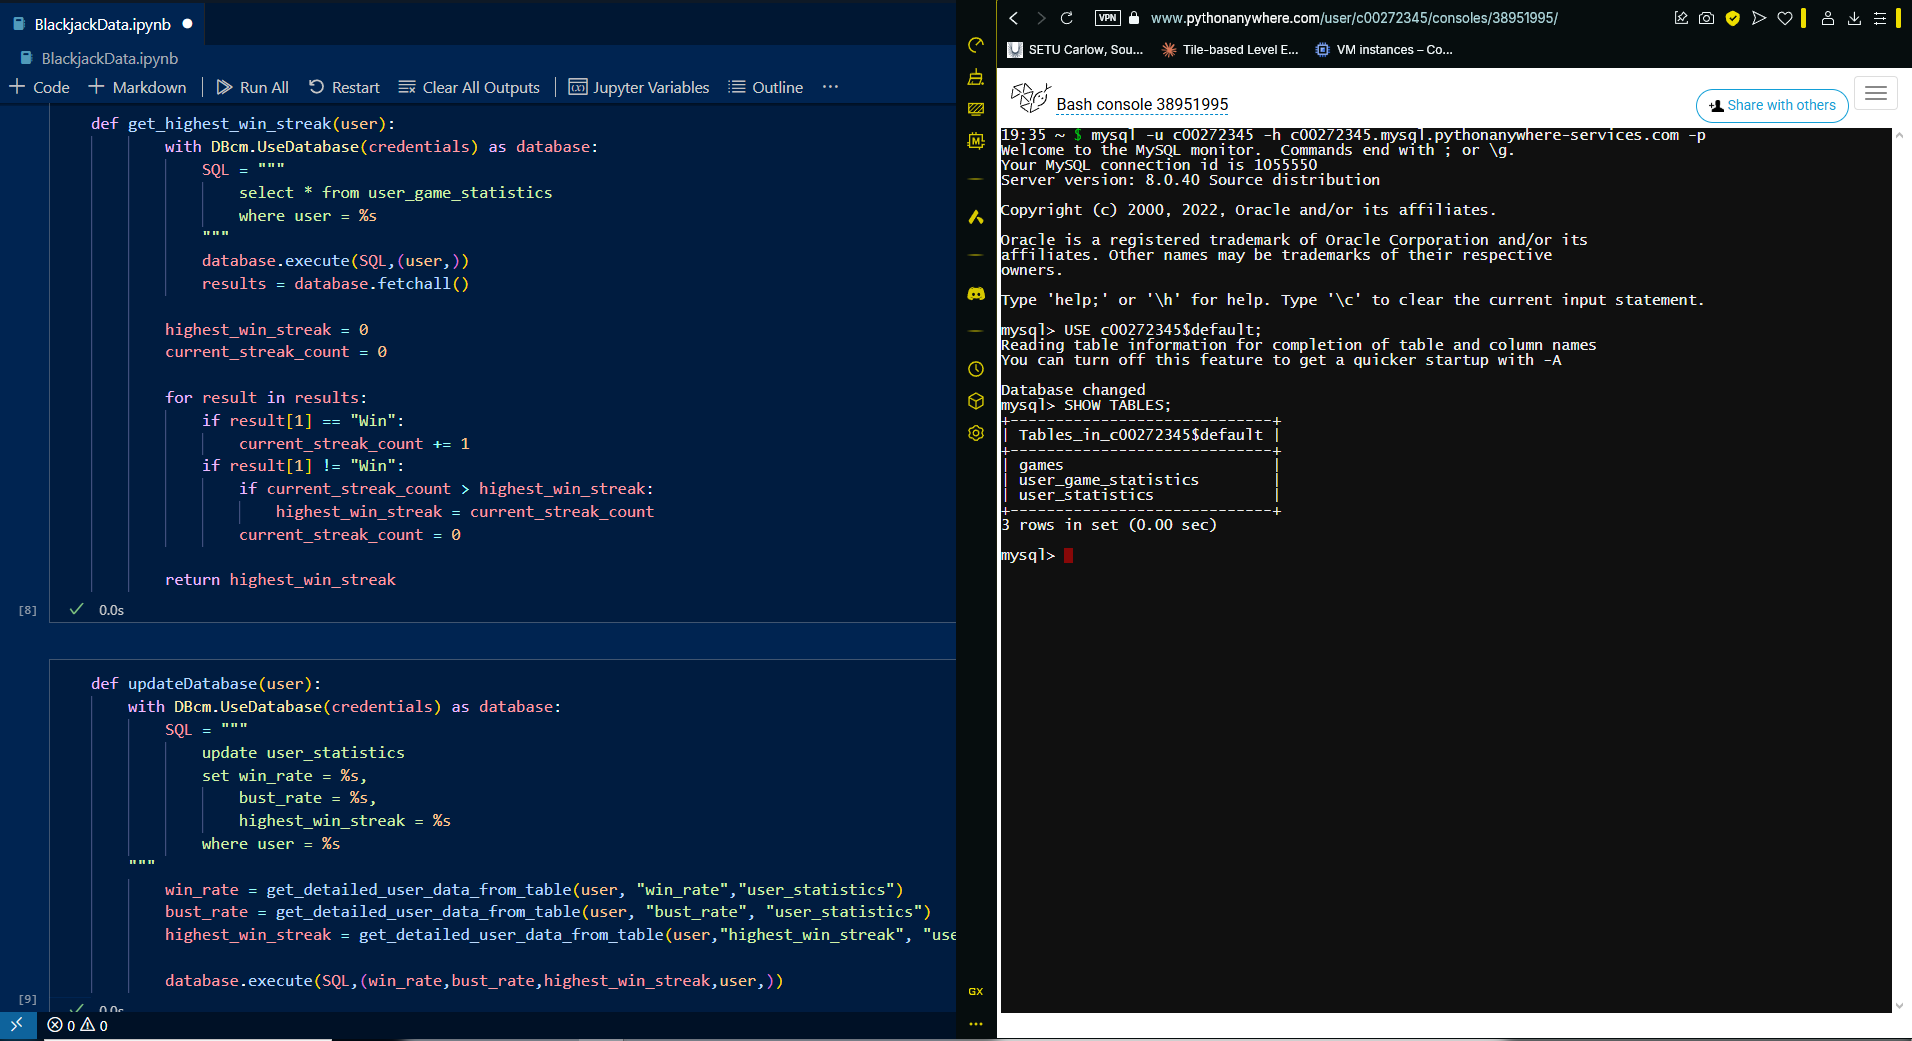 BlackjackData.ipynb
BlackjackData.ipynb
Code Markdown Run All Restart Clear All Outputs Jupyter Variables Outline ...
def get_highest_win_streak(user):
with DBcm.UseDatabase(credentials) as database:
SQL = """
select * from user_game_statistics
where user = %s
"""
database.execute(SQL,(user,))
results = database.fetchall()
highest_win_streak = 0
current_streak_count = 0
for result in results:
if result[1] == "Win":
current_streak_count += 1
if result[1] != "Win":
if current_streak_count > highest_win_streak:
highest_win_streak = current_streak_count
current_streak_count = 0
return highest_win_streak
[8] 0.0s
def updateDatabase(user):
with DBcm.UseDatabase(credentials) as database:
SQL = """
update user_statistics
set win_rate = %s,
bust_rate = %s,
highest_win_streak = %s
where user = %s
"""
win_rate = get_detailed_user_data_from_table(user, "win_rate","user_statistics")
bust_rate = get_detailed_user_data_from_table(user, "bust_rate", "user_statistics")
highest_win_streak = get_detailed_user_data_from_table(user,"highest_win_streak", "use
database.execute(SQL,(win_rate,bust_rate,highest_win_streak,user,))
[9] 0.0s
0 0
M
GX
VPN www.pythonanywhere.com/user/c00272345/consoles/38951995/
SETU Carlow, Sou... Tile-based Level E... VM instances – Co...
Bash console 38951995
Share with others
19:35 ~ $ mysql -u c00272345 -h c00272345.mysql.pythonanywhere-services.com -p
Welcome to the MySQL monitor.  Commands end with ; or \g.
Your MySQL connection id is 1055550
Server version: 8.0.40 Source distribution
Copyright (c) 2000, 2022, Oracle and/or its affiliates.
Oracle is a registered trademark of Oracle Corporation and/or its
affiliates. Other names may be trademarks of their respective
owners.
Type 'help;' or '\h' for help. Type '\c' to clear the current input statement.
mysql> USE c00272345$default;
Reading table information for completion of table and column names
You can turn off this feature to get a quicker startup with -A
Database changed
mysql> SHOW TABLES;
+-----------------------------+
| Tables_in_c00272345$default |
+-----------------------------+
| games                       |
| user_game_statistics        |
| user_statistics             |
+-----------------------------+
3 rows in set (0.00 sec)
mysql>